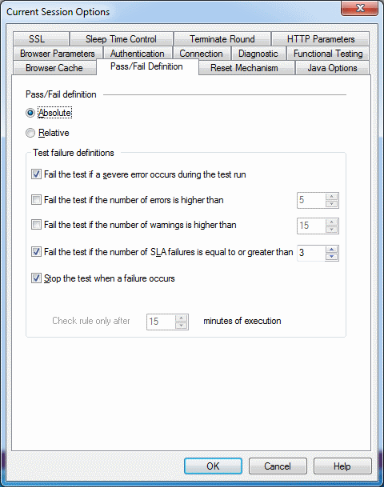 Current Session Options
SSL Sleep Time Control Terminate Round HTTP Parameters
Browser Parameters Authentication Connection Diagnostic Functional Testing
Browser Cache Pass/Fail Definition Reset Mechanism Java Options
Pass/Fail definition
Absolute
Relative
Test failure definitions
Fail the test if a severe error occurs during the test run
Fail the test if the number of errors is higher than 5
Fail the test if the number of warnings is higher than 15
Fail the test if the number of SLA failures is equal to or greater than 3
Stop the test when a failure occurs
Check rule only after 15 minutes of execution
OK Cancel Help